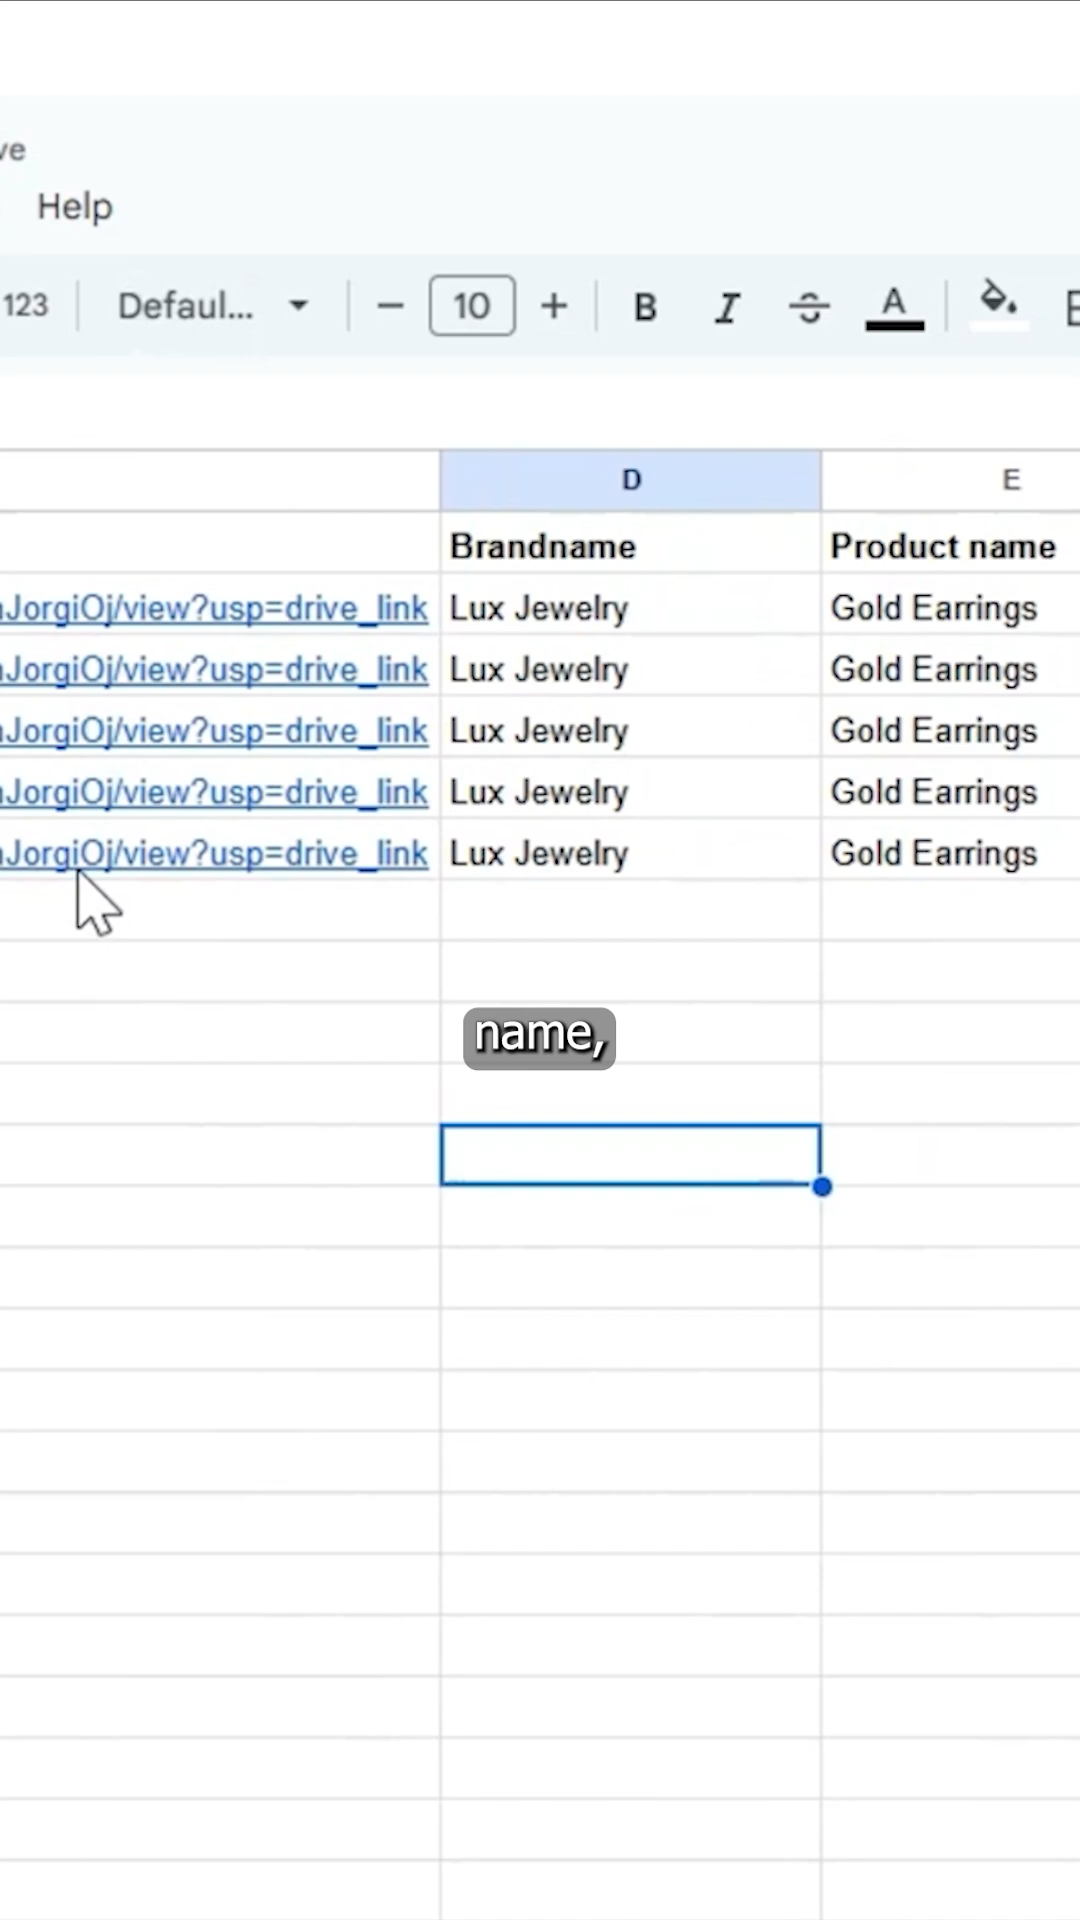 ve
Help
123 Defaul... − 10 + B I S A
D E
Brandname Product name
JorgiOj/view?usp=drive_link Lux Jewelry Gold Earrings
JorgiOj/view?usp=drive_link Lux Jewelry Gold Earrings
JorgiOj/view?usp=drive_link Lux Jewelry Gold Earrings
JorgiOj/view?usp=drive_link Lux Jewelry Gold Earrings
JorgiOj/view?usp=drive_link Lux Jewelry Gold Earrings
name,